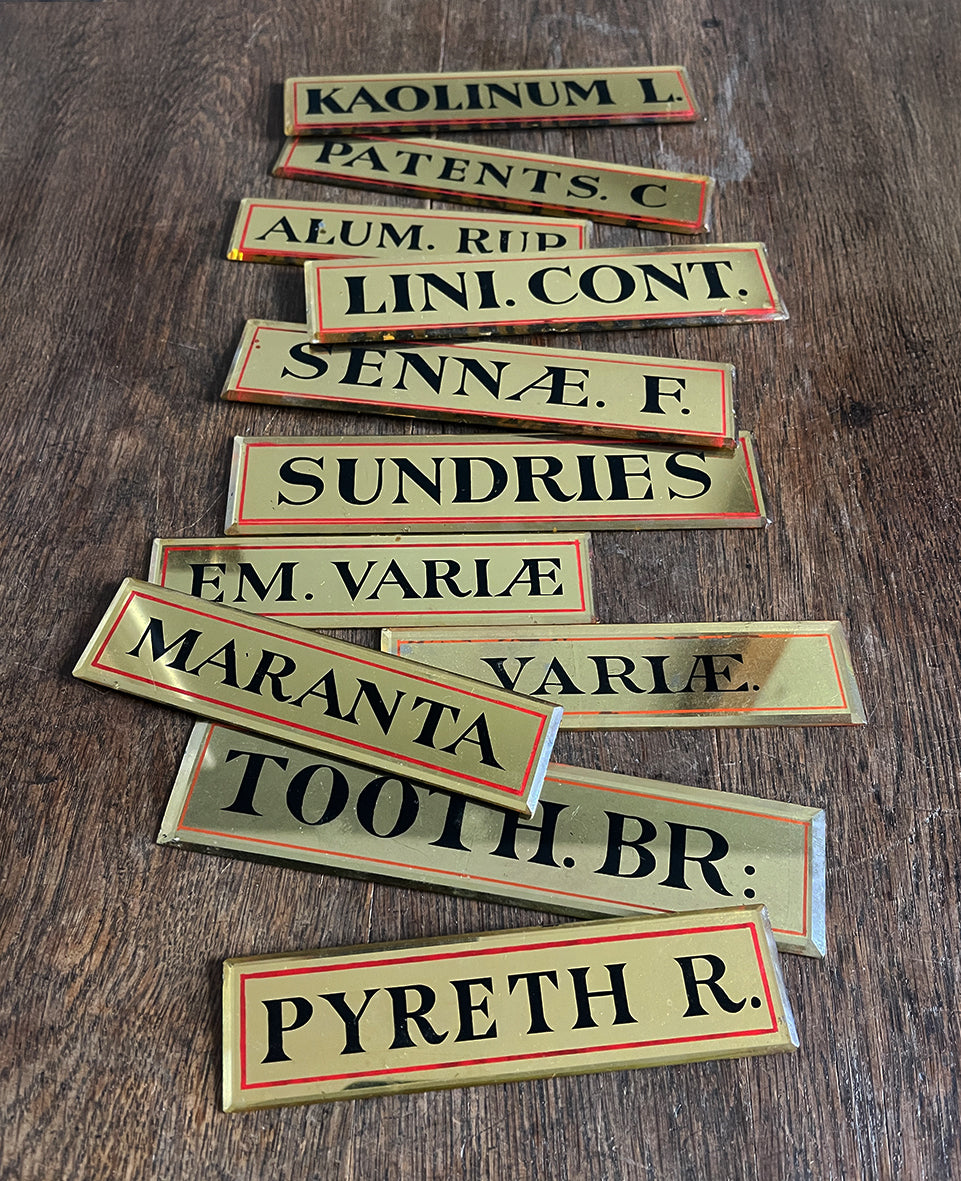 KAOLINUM L.
PATENTS. C
ALUM. RUP
LINI. CONT.
SENNÆ. F.
SUNDRIES
EM. VARIÆ
VARIÆ.
MARANTA
TOOTH. BR:
PYRETH R.